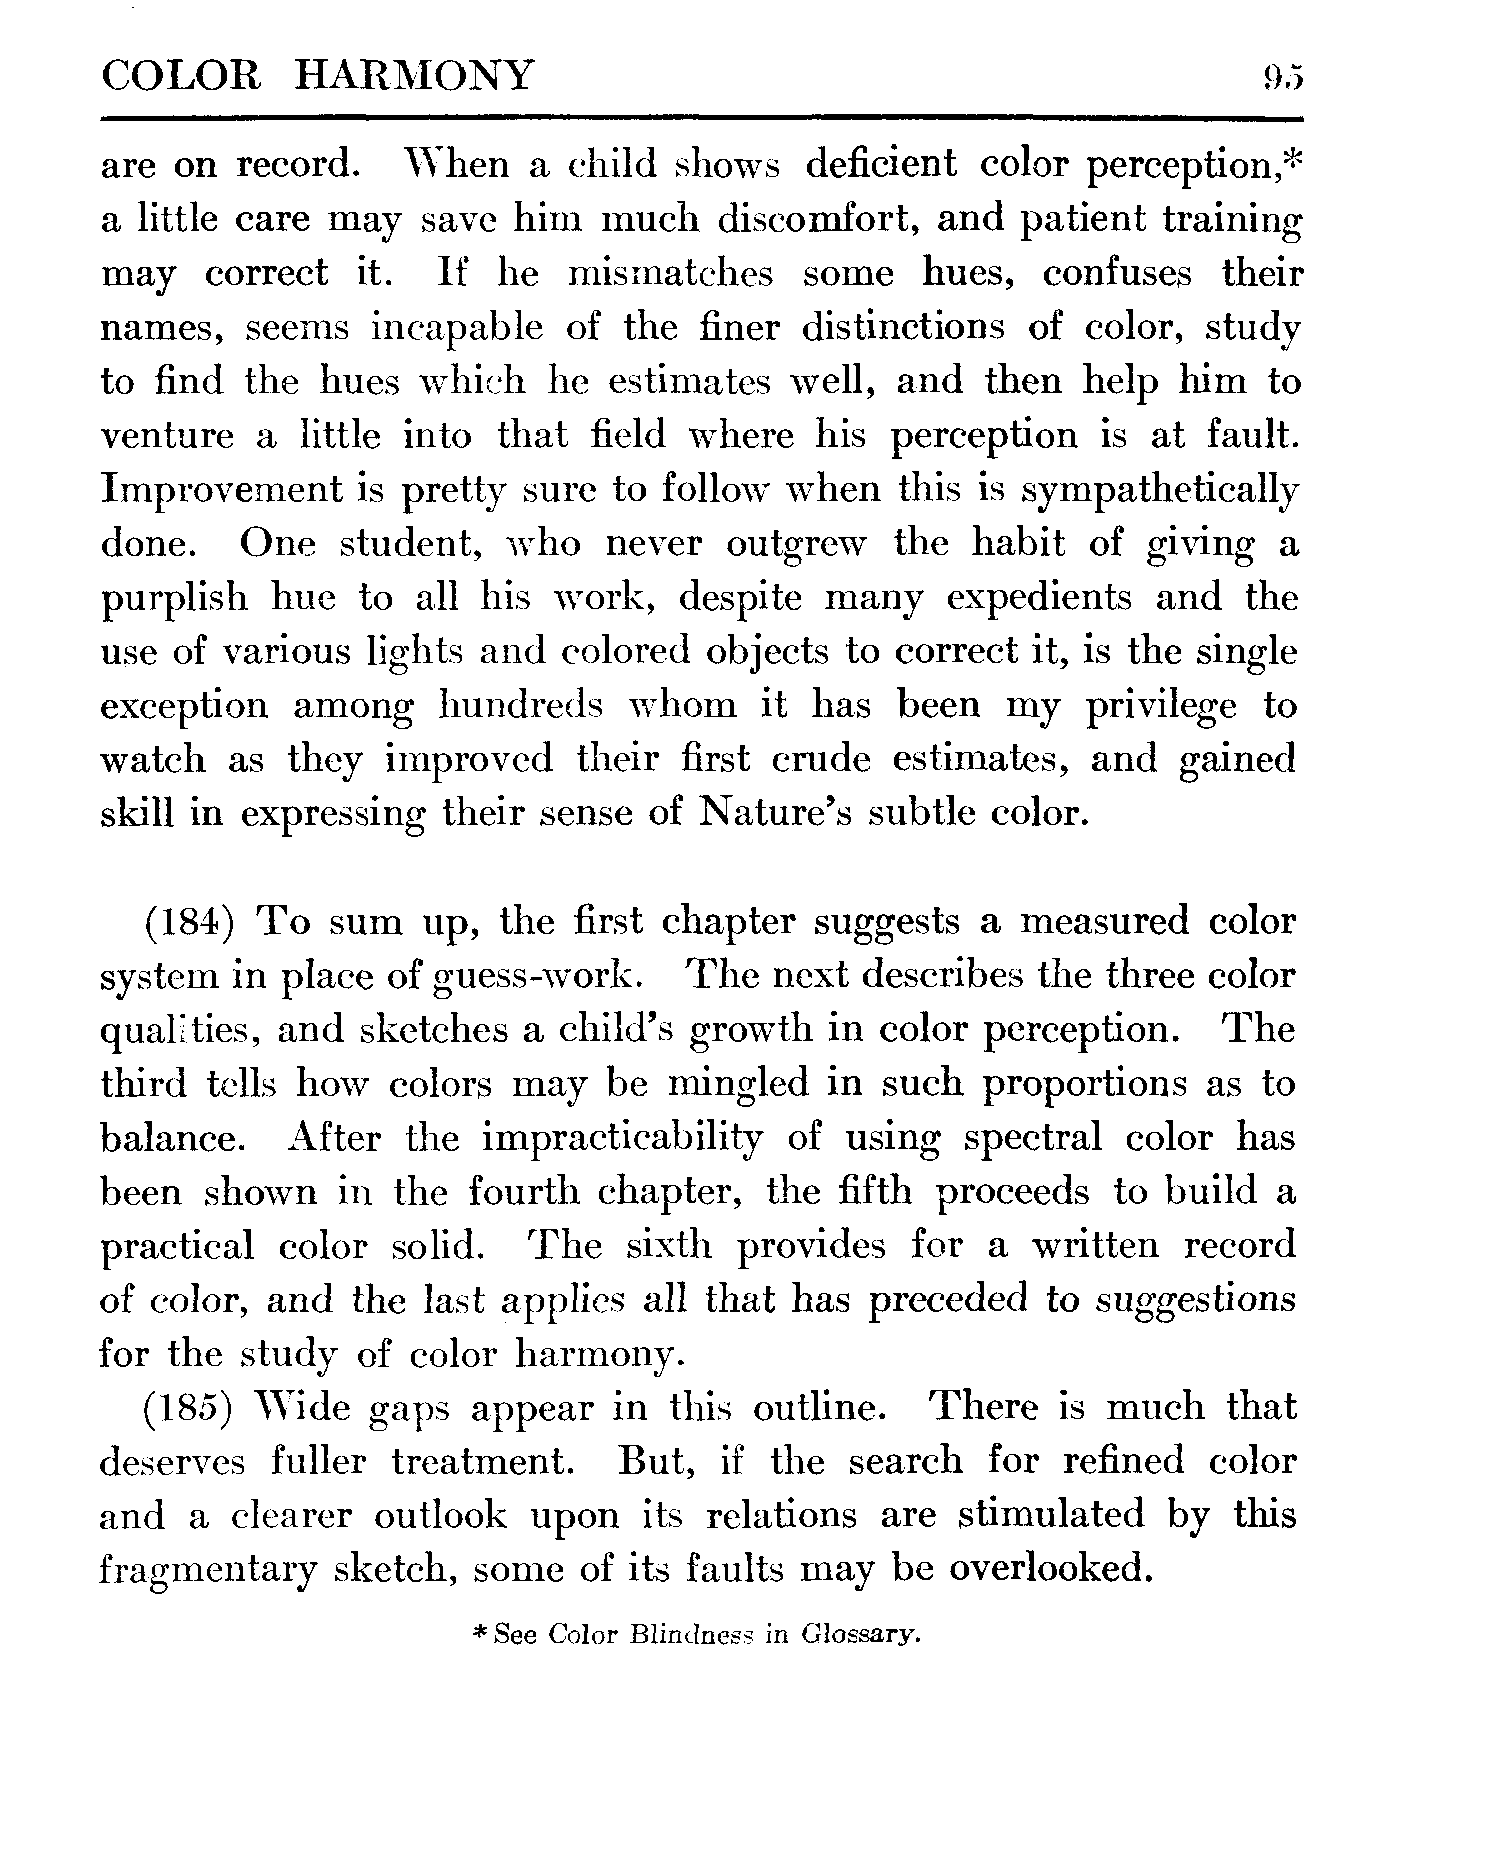 COLOR HARMONY 95
are on record. When a child shows deficient color perception,*
a little care may save him much discomfort, and patient training
may correct it. If he mismatches some hues, confuses their
names, seems incapable of the finer distinctions of color, study
to find the hues which he estimates well, and then help him to
venture a little into that field where his perception is at fault.
Improvement is pretty sure to follow when this is sympathetically
done. One student, who never outgrew the habit of giving a
purplish hue to all his work, despite many expedients and the
use of various lights and colored objects to correct it, is the single
exception among hundreds whom it has been my privilege to
watch as they improved their first crude estimates, and gained
skill in expressing their sense of Nature's subtle color.
(184) To sum up, the first chapter suggests a measured color
system in place of guess-work. The next describes the three color
qualities, and sketches a child's growth in color perception. The
third tells how colors may be mingled in such proportions as to
balance. After the impracticability of using spectral color has
been shown in the fourth chapter, the fifth proceeds to build a
practical color solid. The sixth provides for a written record
of color, and the last applies all that has preceded to suggestions
for the study of color harmony.
(185) Wide gaps appear in this outline. There is much that
deserves fuller treatment. But, if the search for refined color
and a clearer outlook upon its relations are stimulated by this
fragmentary sketch, some of its faults may be overlooked.
* See Color Blindness in Glossary.